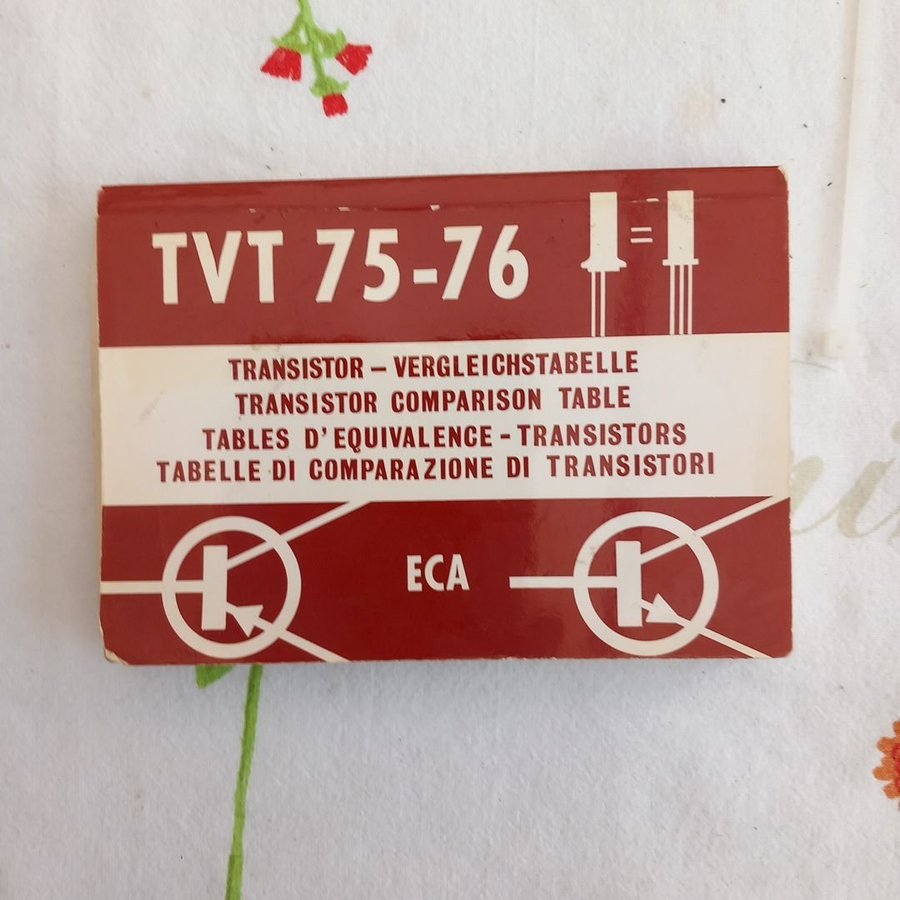 TVT 75-76
TRANSISTOR – VERGLEICHSTABELLE
TRANSISTOR COMPARISON TABLE
TABLES D'EQUIVALENCE - TRANSISTORS
TABELLE DI COMPARAZIONE DI TRANSISTORI
ECA